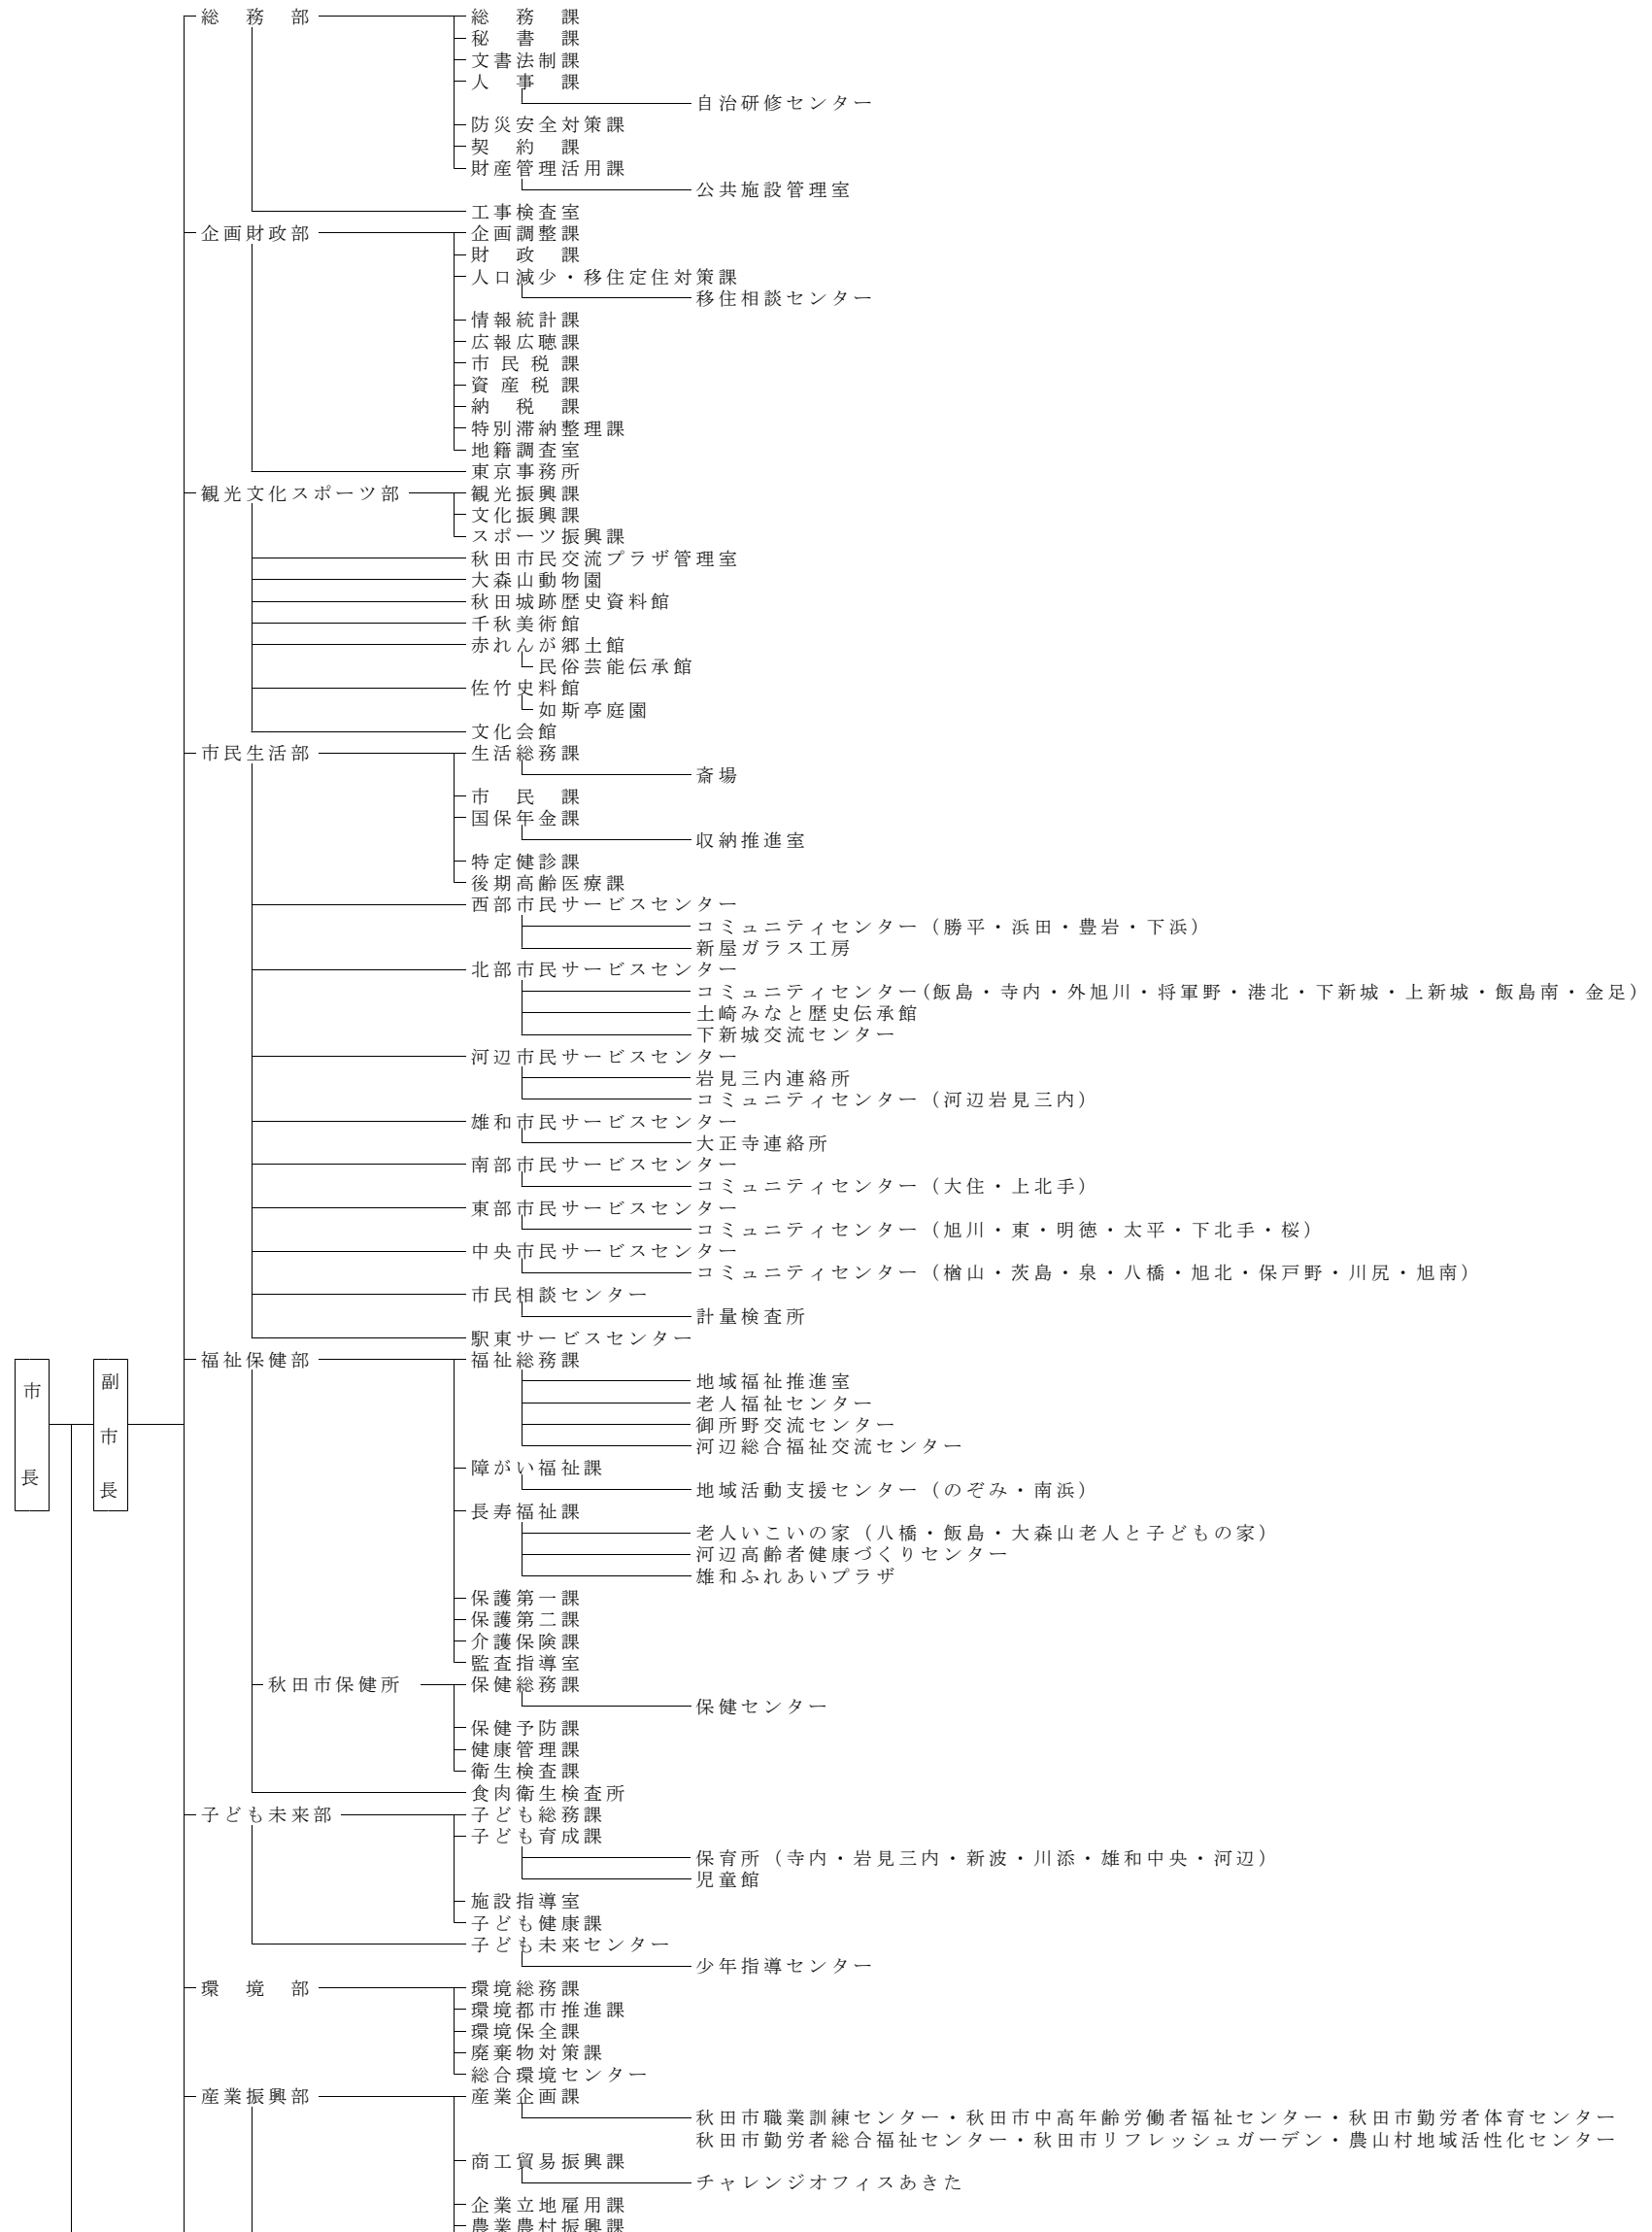 総　務　部　総　務　課
秘　書　課
文書法制課
人　事　課
自治研修センター
防災安全対策課
契　約　課
財産管理活用課
公共施設管理室
工事検査室
企画財政部　企画調整課
財　政　課
人口減少・移住定住対策課
移住相談センター
情報統計課
広報広聴課
市 民 税 課
資 産 税 課
納　税　課
特別滞納整理課
地籍調査室
東京事務所
観光文化スポーツ部　観光振興課
文化振興課
スポーツ振興課
秋田市民交流プラザ管理室
大森山動物園
秋田城跡歴史資料館
千秋美術館
赤れんが郷土館
民俗芸能伝承館
佐竹史料館
如斯亭庭園
文化会館
市民生活部　生活総務課
斎場
市　民　課
国保年金課
収納推進室
特定健診課
後期高齢医療課
西部市民サービスセンター
コミュニティセンター（勝平・浜田・豊岩・下浜）
新屋ガラス工房
北部市民サービスセンター
コミュニティセンター(飯島・寺内・外旭川・将軍野・港北・下新城・上新城・飯島南・金足)
土崎みなと歴史伝承館
下新城交流センター
河辺市民サービスセンター
岩見三内連絡所
コミュニティセンター（河辺岩見三内）
雄和市民サービスセンター
大正寺連絡所
南部市民サービスセンター
コミュニティセンター（大住・上北手）
東部市民サービスセンター
コミュニティセンター（旭川・東・明徳・太平・下北手・桜）
中央市民サービスセンター
コミュニティセンター（楢山・茨島・泉・八橋・旭北・保戸野・川尻・旭南）
市民相談センター
計量検査所
駅東サービスセンター
市長　副市長　福祉保健部　福祉総務課
地域福祉推進室
老人福祉センター
御所野交流センター
河辺総合福祉交流センター
障がい福祉課
地域活動支援センター（のぞみ・南浜）
長寿福祉課
老人いこいの家（八橋・飯島・大森山老人と子どもの家）
河辺高齢者健康づくりセンター
雄和ふれあいプラザ
保護第一課
保護第二課
介護保険課
監査指導室
秋田市保健所　保健総務課
保健センター
保健予防課
健康管理課
衛生検査課
食肉衛生検査所
子ども未来部　子ども総務課
子ども育成課
保育所（寺内・岩見三内・新波・川添・雄和中央・河辺）
児童館
施設指導室
子ども健康課
子ども未来センター
少年指導センター
環　境　部　環境総務課
環境都市推進課
環境保全課
廃棄物対策課
総合環境センター
産業振興部　産業企画課
秋田市職業訓練センター・秋田市中高年齢労働者福祉センター・秋田市勤労者体育センター
秋田市勤労者総合福祉センター・秋田市リフレッシュガーデン・農山村地域活性化センター
商工貿易振興課
チャレンジオフィスあきた
企業立地雇用課
農業農村振興課